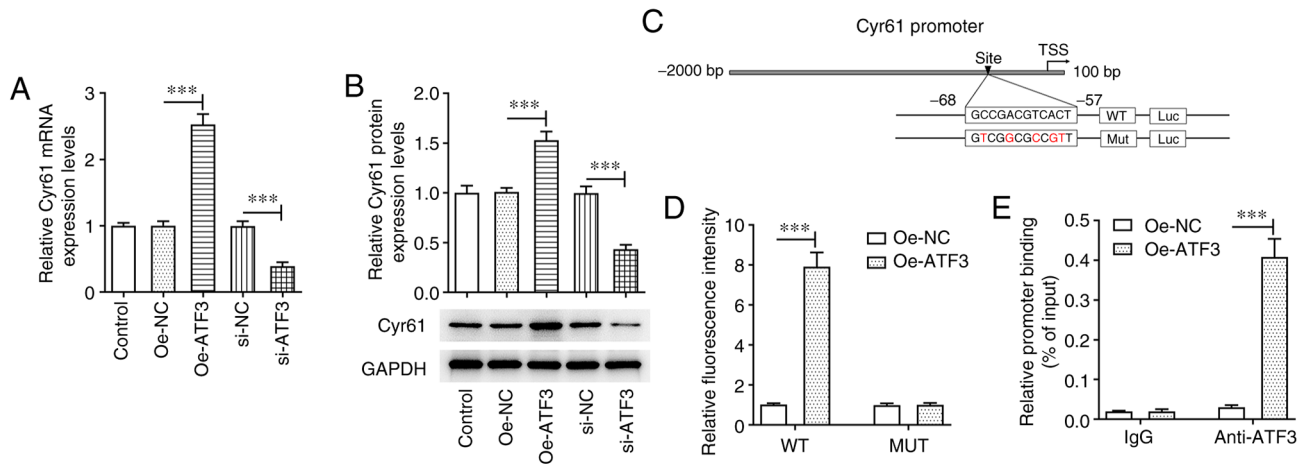 A
Relative Cyr61 mRNA
expression levels
3
2
1
0
***
***
Control
Oe-NC
Oe-ATF3
si-NC
si-ATF3
B
Relative Cyr61 protein
expression levels
2.0
1.5
1.0
0.5
0.0
***
***
Cyr61
GAPDH
Control
Oe-NC
Oe-ATF3
si-NC
si-ATF3
C
Cyr61 promoter
−2000 bp
Site
TSS
100 bp
−68
−57
GCCGACGTCACT
WT
Luc
GTCGGCGCCGTT
Mut
Luc
D
Relative fluorescence intensity
10
8
6
4
2
0
***
Oe-NC
Oe-ATF3
WT
MUT
E
Relative promoter binding
(% of input)
0.5
0.4
0.3
0.2
0.1
0.0
***
Oe-NC
Oe-ATF3
IgG
Anti-ATF3